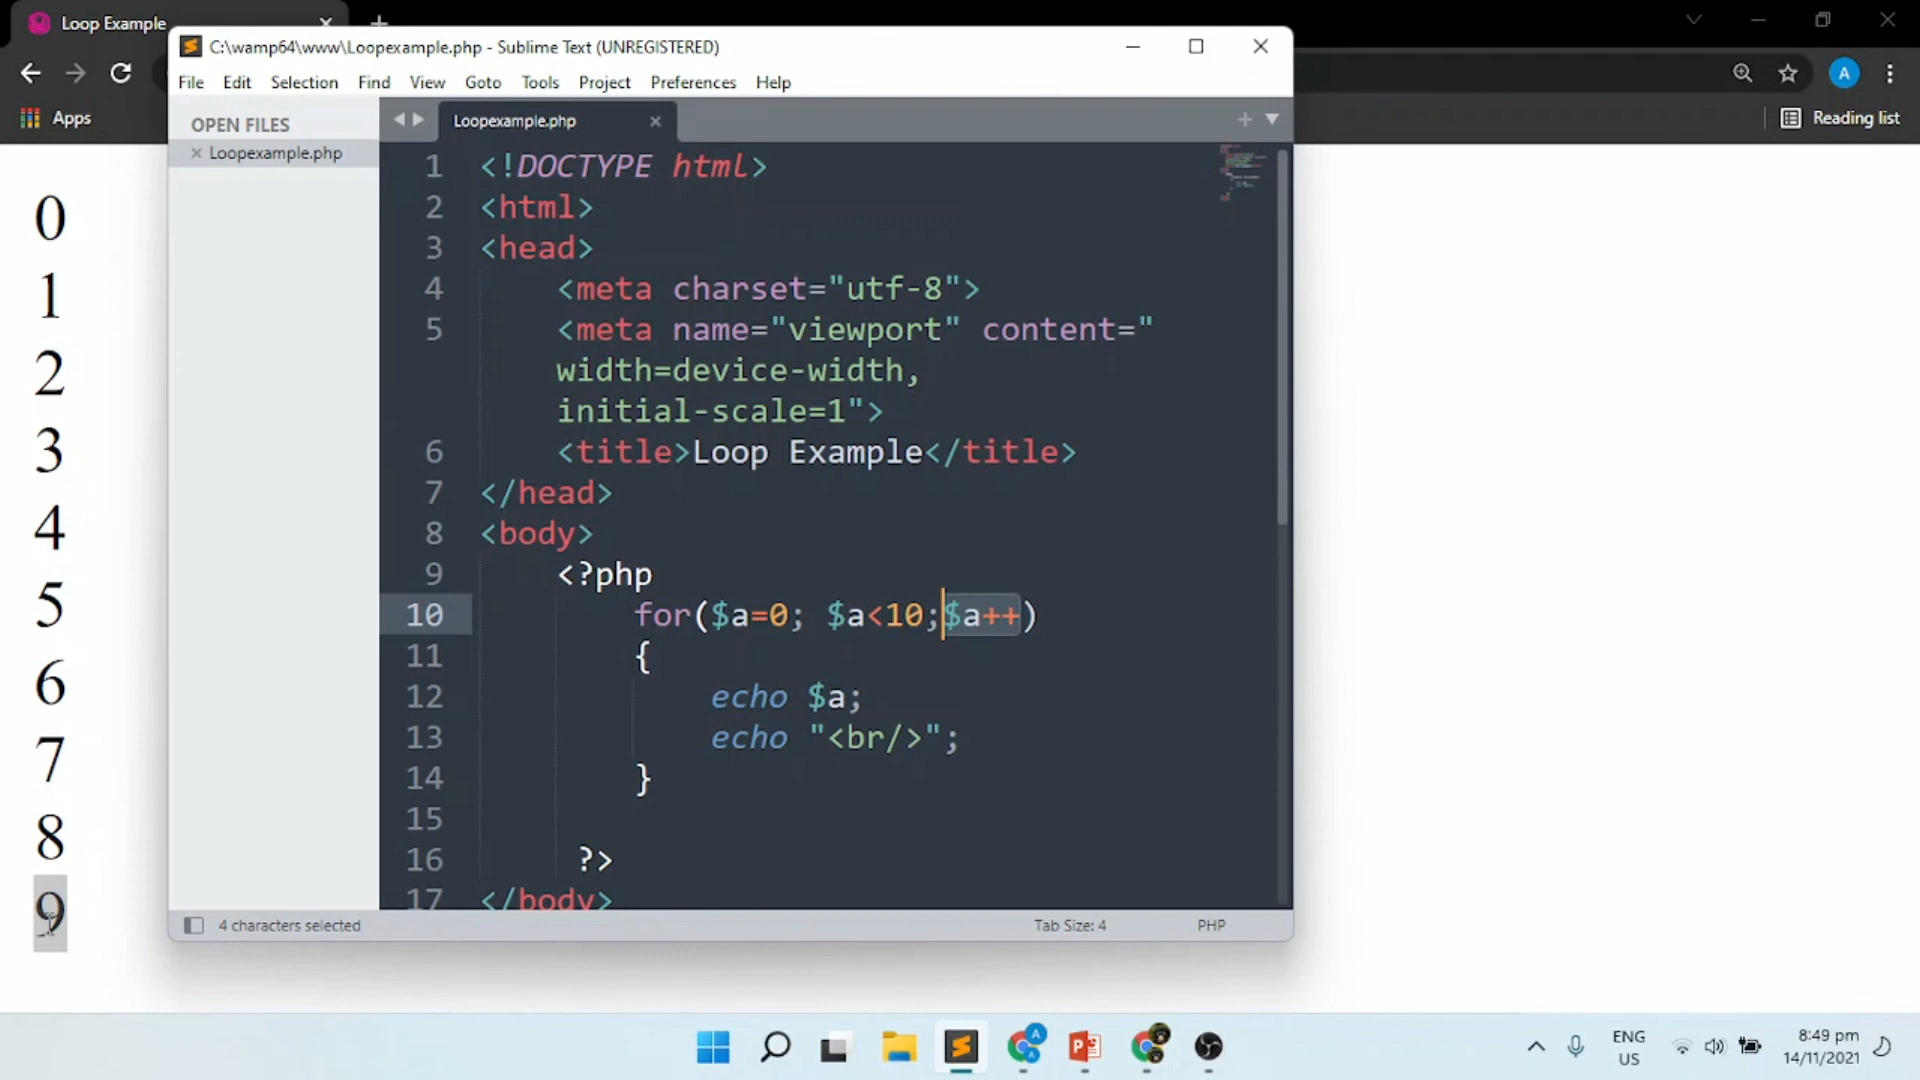 Loop Example
C:\wamp64\www\Loopexample.php - Sublime Text (UNREGISTERED)
File Edit Selection Find View Goto Tools Project Preferences Help
Apps
Reading list
A
OPEN FILES
Loopexample.php
Loopexample.php
0
1
2
3
4
5
6
7
8
9
1 <!DOCTYPE html>
2 <html>
3 <head>
4 <meta charset="utf-8">
5 <meta name="viewport" content="
width=device-width,
initial-scale=1">
6 <title>Loop Example</title>
7 </head>
8 <body>
9 <?php
10 for($a=0; $a<10;$a++)
11 {
12 echo $a;
13 echo "<br/>";
14 }
15
16 ?>
17 </body>
4 characters selected
Tab Size: 4
PHP
ENG
US
8:49 pm
14/11/2021